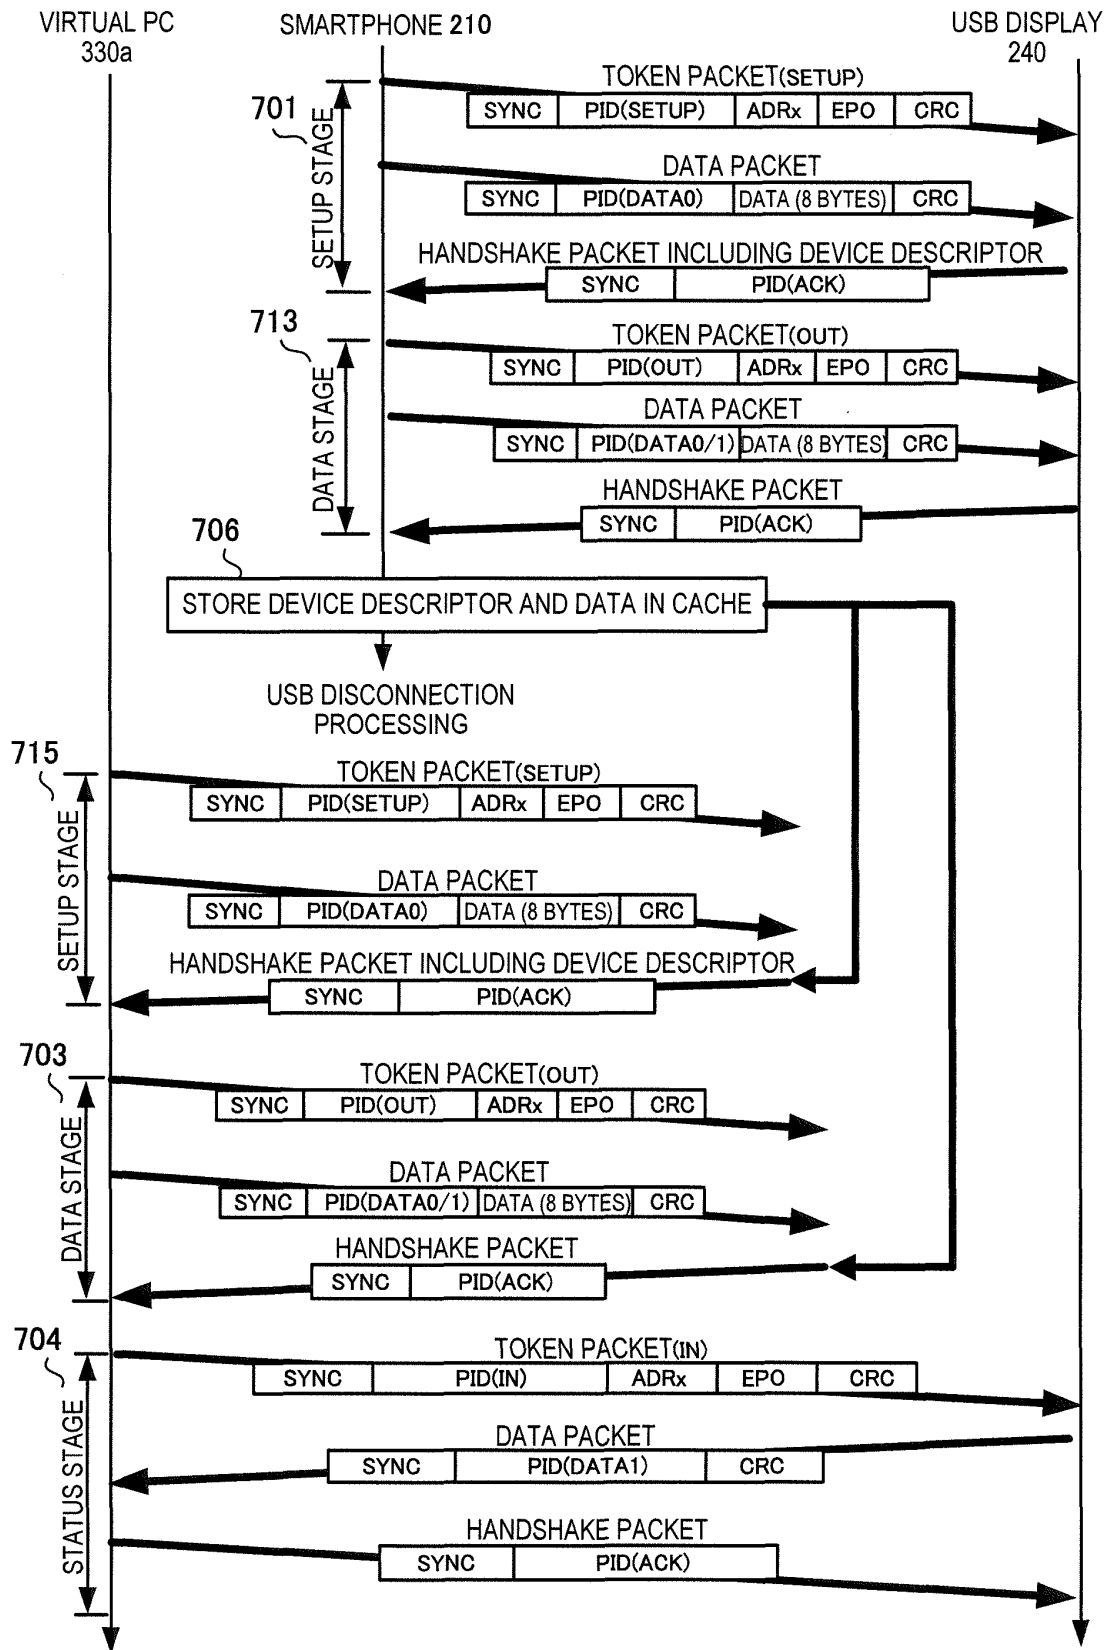 VIRTUAL PC
330a
SMARTPHONE 210
USB DISPLAY
240
701
SETUP STAGE
TOKEN PACKET(SETUP)
SYNC PID(SETUP) ADRx EPO CRC
DATA PACKET
SYNC PID(DATA0) DATA (8 BYTES) CRC
HANDSHAKE PACKET INCLUDING DEVICE DESCRIPTOR
SYNC PID(ACK)
713
DATA STAGE
TOKEN PACKET(OUT)
SYNC PID(OUT) ADRx EPO CRC
DATA PACKET
SYNC PID(DATA0/1) DATA (8 BYTES) CRC
HANDSHAKE PACKET
SYNC PID(ACK)
706
STORE DEVICE DESCRIPTOR AND DATA IN CACHE
USB DISCONNECTION
PROCESSING
715
SETUP STAGE
TOKEN PACKET(SETUP)
SYNC PID(SETUP) ADRx EPO CRC
DATA PACKET
SYNC PID(DATA0) DATA (8 BYTES) CRC
HANDSHAKE PACKET INCLUDING DEVICE DESCRIPTOR
SYNC PID(ACK)
703
DATA STAGE
TOKEN PACKET(OUT)
SYNC PID(OUT) ADRx EPO CRC
DATA PACKET
SYNC PID(DATA0/1) DATA (8 BYTES) CRC
HANDSHAKE PACKET
SYNC PID(ACK)
704
STATUS STAGE
TOKEN PACKET(IN)
SYNC PID(IN) ADRx EPO CRC
DATA PACKET
SYNC PID(DATA1) CRC
HANDSHAKE PACKET
SYNC PID(ACK)